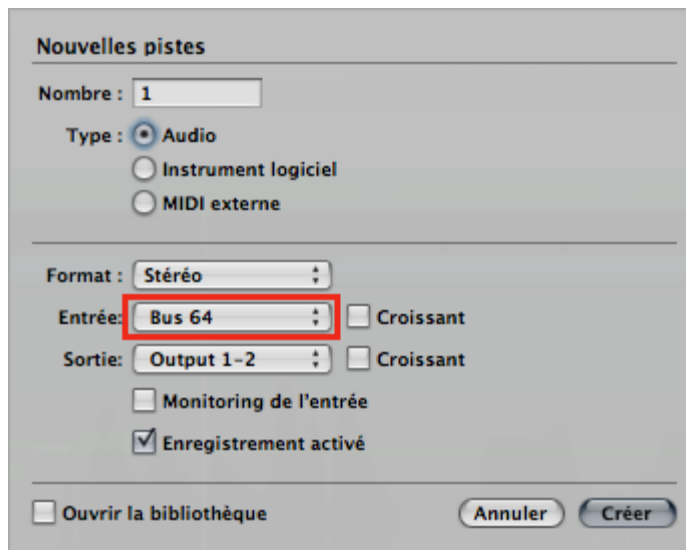 Nouvelles pistes
Nombre : 1
Type : Audio
Instrument logiciel
MIDI externe
Format : Stéréo
Entrée: Bus 64 Croissant
Sortie: Output 1-2 Croissant
Monitoring de l'entrée
Enregistrement activé
Ouvrir la bibliothèque Annuler Créer